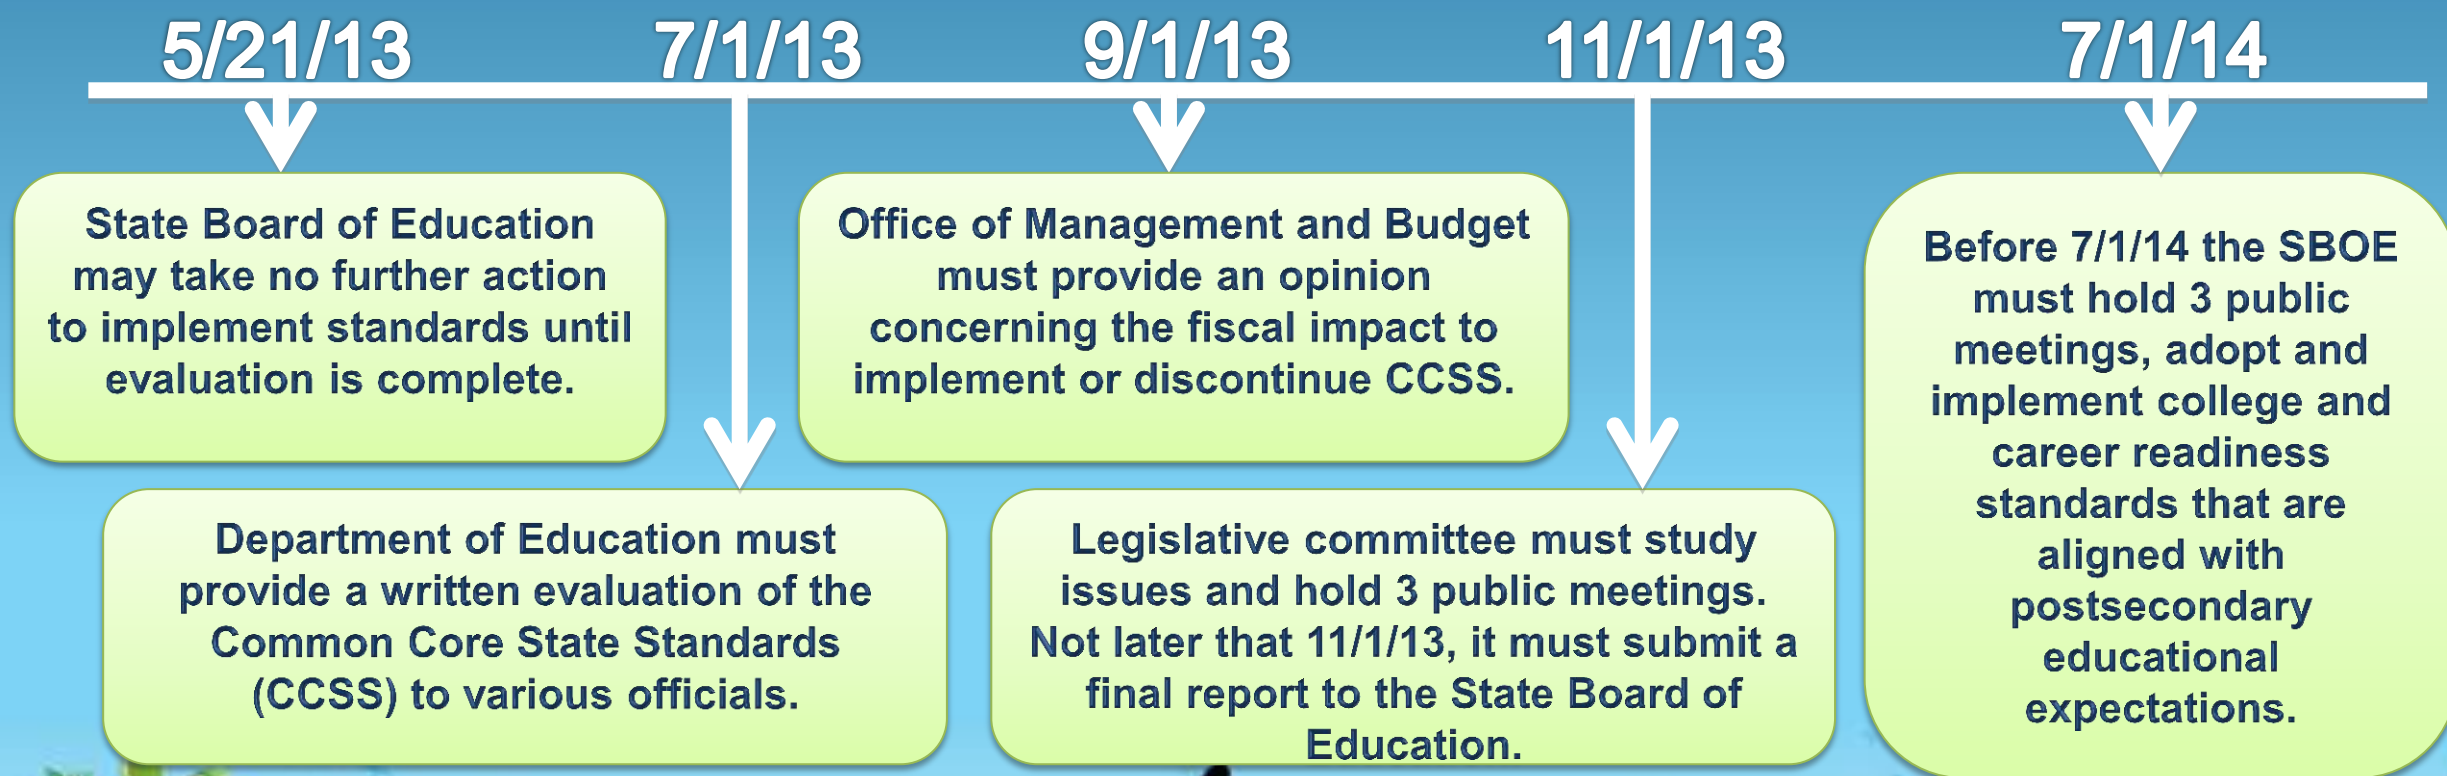 5/21/13
7/1/13
9/1/13
11/1/13
7/1/14
State Board of Education
may take no further action
to implement standards until
evaluation is complete.
Department of Education must
provide a written evaluation of the
Common Core State Standards
(CCSS) to various officials.
Office of Management and Budget
must provide an opinion
concerning the fiscal impact to
implement or discontinue CCSS.
Legislative committee must study
issues and hold 3 public meetings.
Not later that 11/1/13, it must submit a
final report to the State Board of
Education.
Before 7/1/14 the SBOE
must hold 3 public
meetings, adopt and
implement college and
career readiness
standards that are
aligned with
postsecondary
educational
expectations.